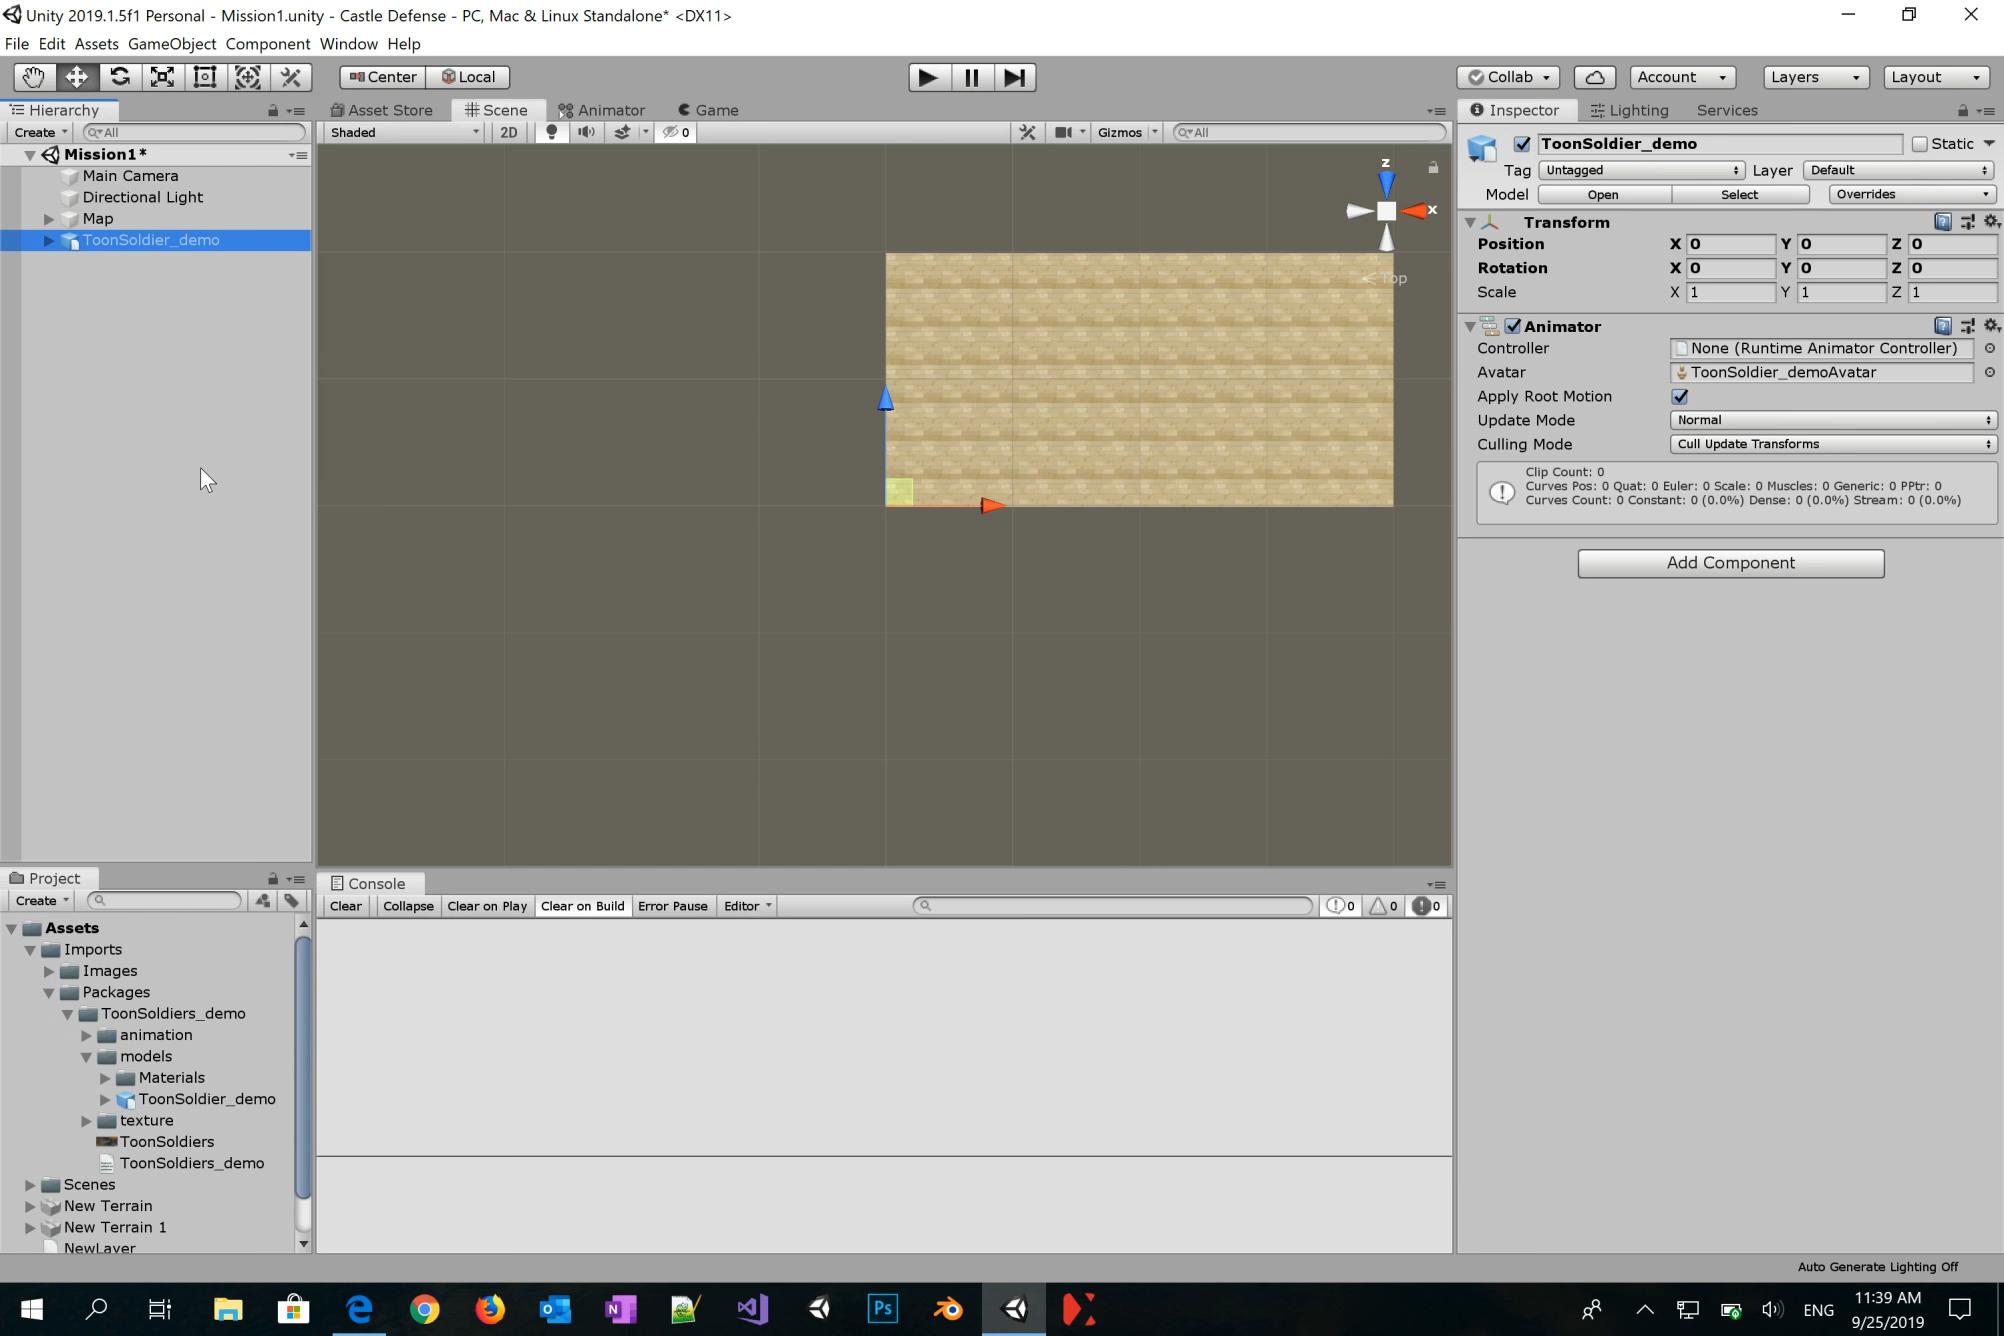 Unity 2019.1.5f1 Personal - Mission1.unity - Castle Defense - PC, Mac & Linux Standalone* <DX11>
File Edit Assets GameObject Component Window Help
Center Local Collab Account Layers Layout
Hierarchy
Create All
Mission1*
Main Camera
Directional Light
Map
ToonSoldier_demo
Asset Store Scene Animator Game
Shaded 2D 0 Gizmos All
z
x
Top
Inspector Lighting Services
ToonSoldier_demo Static
Tag Untagged Layer Default
Model Open Select Overrides
Transform
Position X 0 Y 0 Z 0
Rotation X 0 Y 0 Z 0
Scale X 1 Y 1 Z 1
Animator
Controller None (Runtime Animator Controller)
Avatar ToonSoldier_demoAvatar
Apply Root Motion
Update Mode Normal
Culling Mode Cull Update Transforms
Clip Count: 0
Curves Pos: 0 Quat: 0 Euler: 0 Scale: 0 Muscles: 0 Generic: 0 PPtr: 0
Curves Count: 0 Constant: 0 (0.0%) Dense: 0 (0.0%) Stream: 0 (0.0%)
Add Component
Project
Create
Assets
Imports
Images
Packages
ToonSoldiers_demo
animation
models
Materials
ToonSoldier_demo
texture
ToonSoldiers
ToonSoldiers_demo
Scenes
New Terrain
New Terrain 1
NewLayer
Console
Clear Collapse Clear on Play Clear on Build Error Pause Editor 0 0 0
Auto Generate Lighting Off
Ps
ENG
11:39 AM
9/25/2019